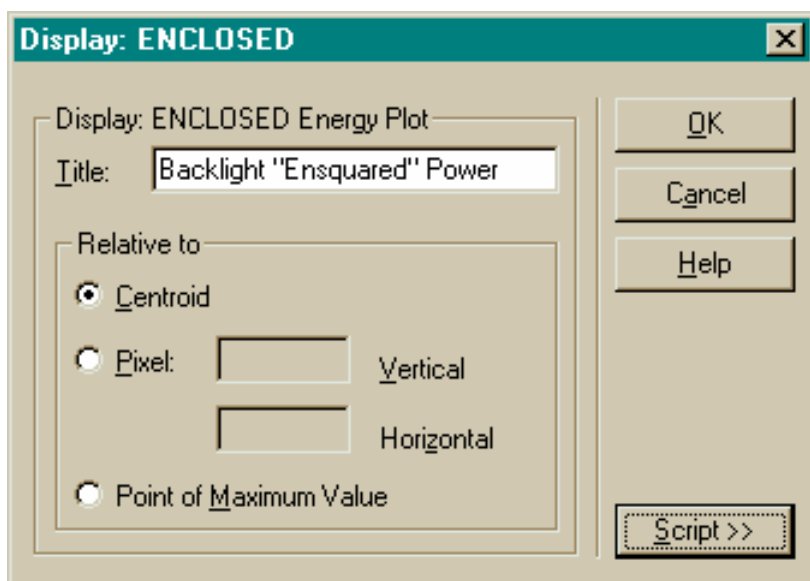 Display: ENCLOSED
Display: ENCLOSED Energy Plot
Title: Backlight "Ensquared" Power
Relative to
Centroid
Pixel: Vertical
Horizontal
Point of Maximum Value
OK
Cancel
Help
Script >>